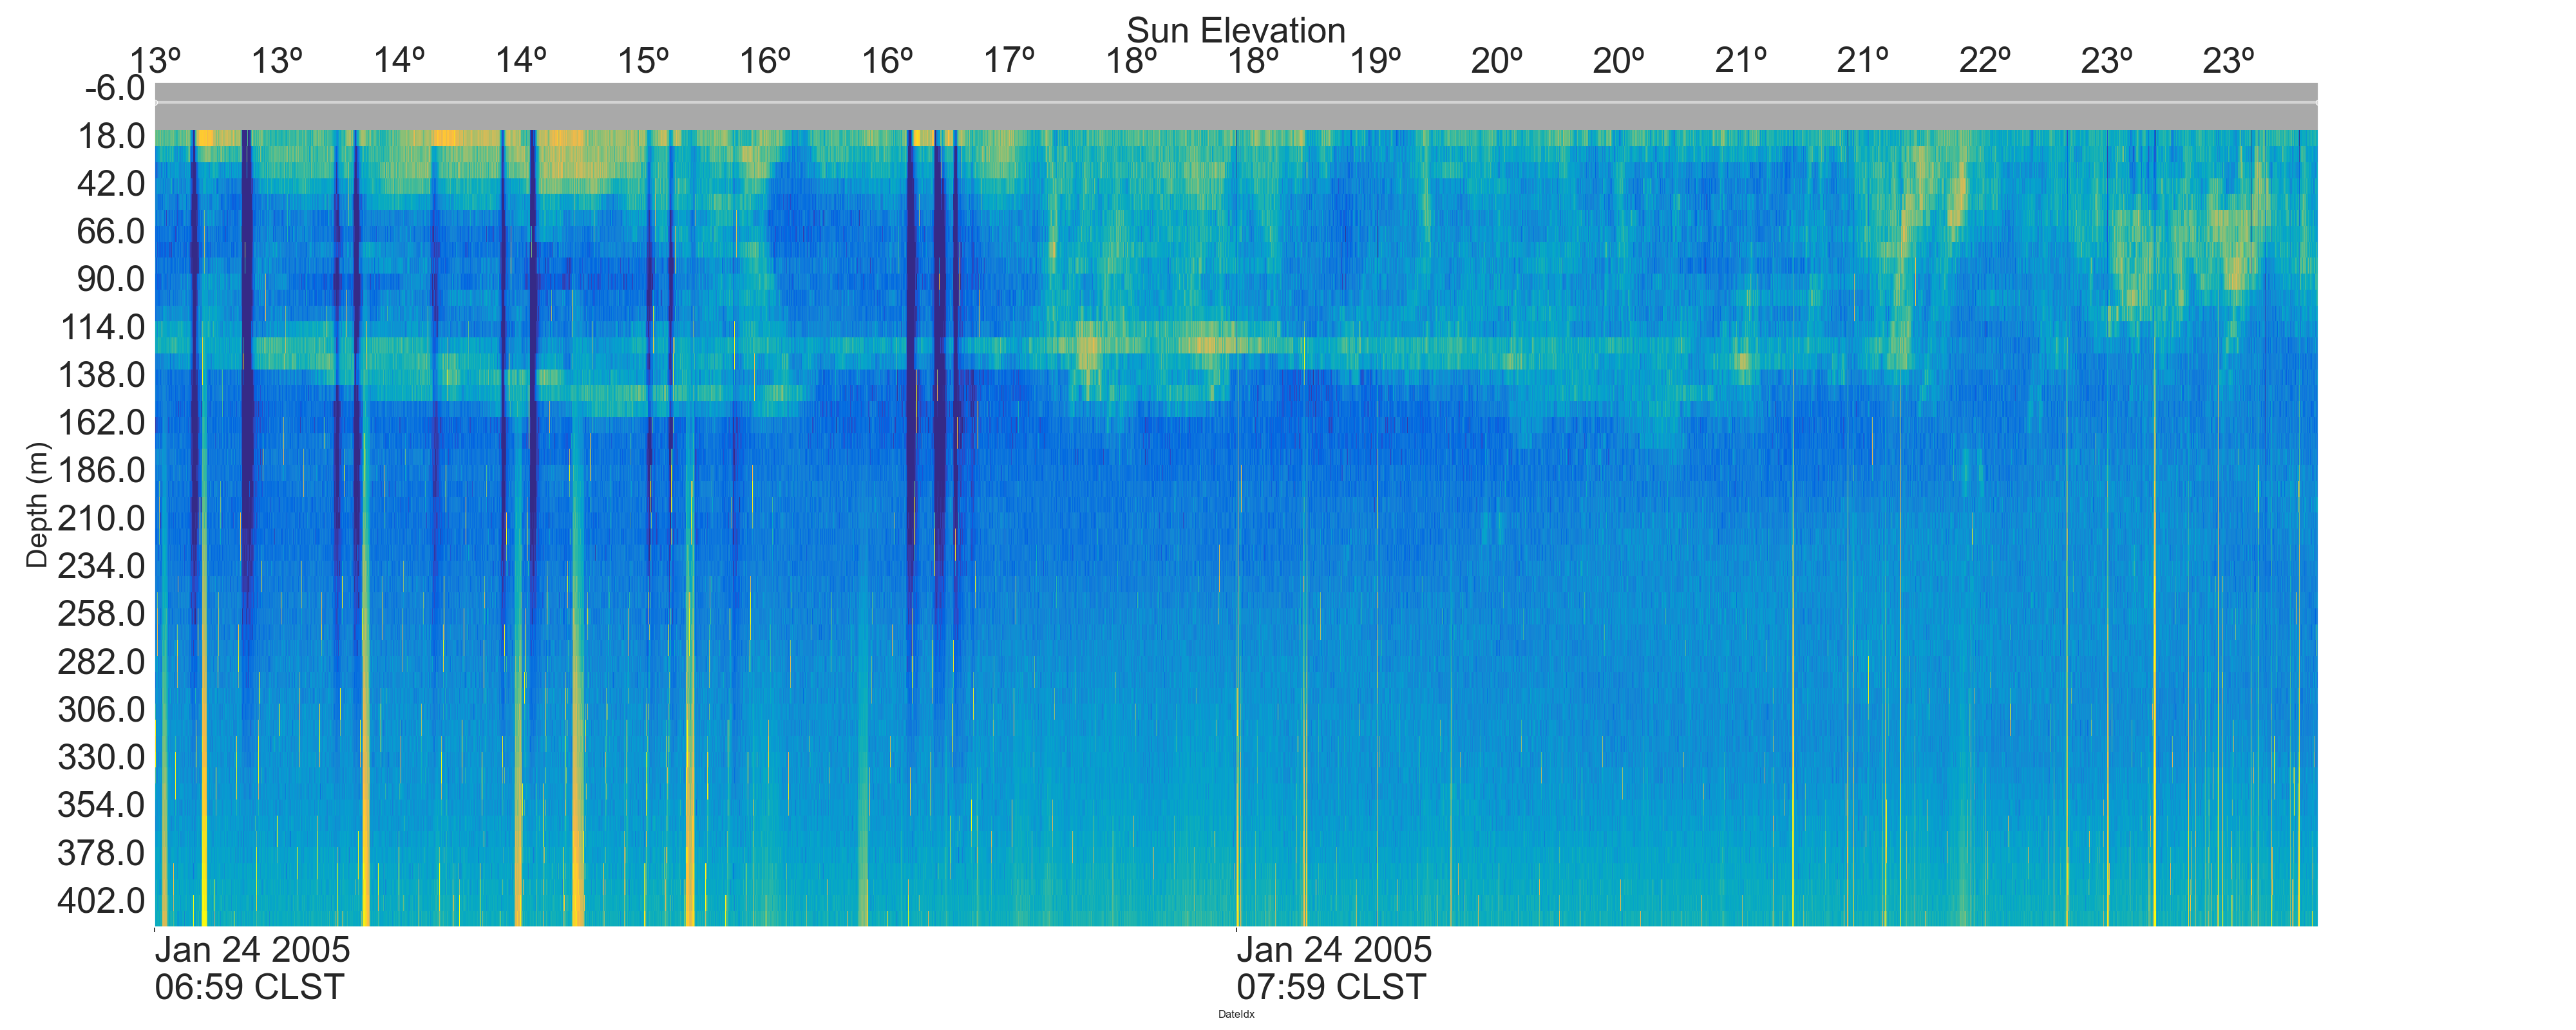 Sun Elevation
13º 13º 14º 14º 15º 16º 16º 17º 18º 18º 19º 20º 20º 21º 21º 22º 23º 23º
-6.0
18.0
42.0
66.0
90.0
114.0
138.0
162.0
186.0
210.0
234.0
258.0
282.0
306.0
330.0
354.0
378.0
402.0
Depth (m)
Jan 24 2005
06:59 CLST
Jan 24 2005
07:59 CLST
DateIdx